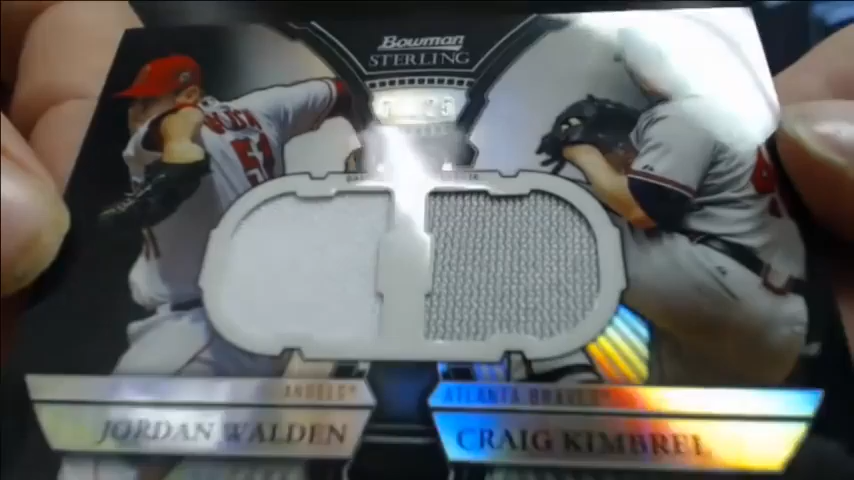 Bowman
STERLING
ANGELS
ATLANTA BRAVES
JORDAN WALDEN
CRAIG KIMBREL